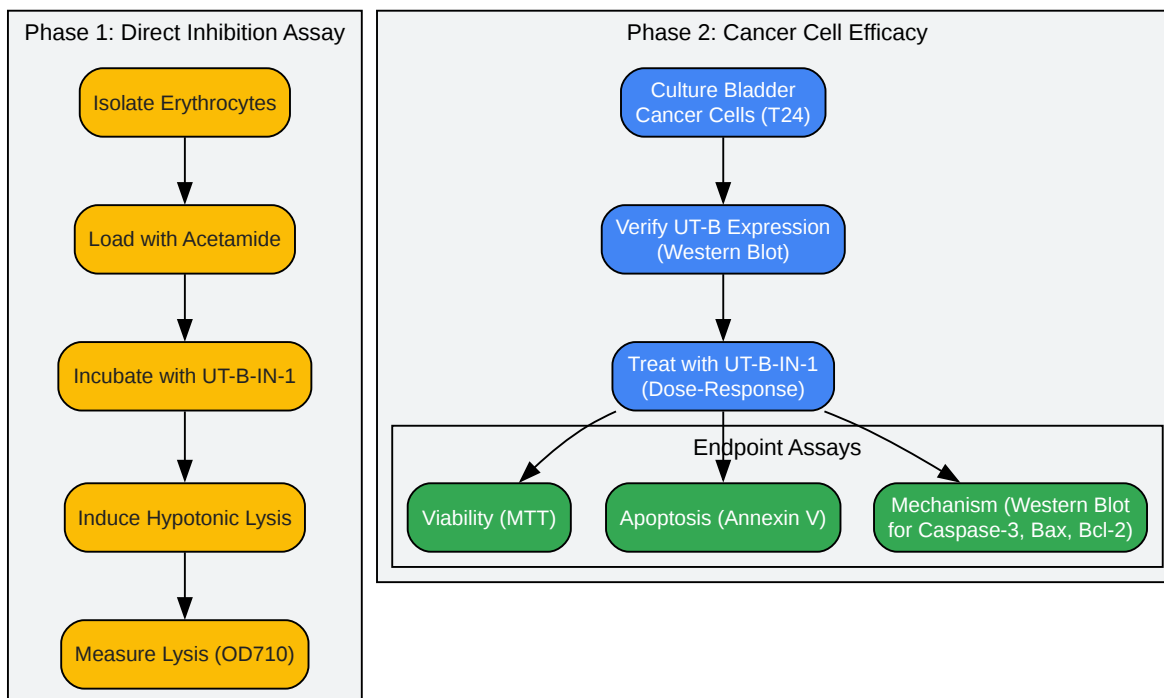 Phase 1: Direct Inhibition Assay
Isolate Erythrocytes
Load with Acetamide
Incubate with UT-B-IN-1
Induce Hypotonic Lysis
Measure Lysis (OD710)
Phase 2: Cancer Cell Efficacy
Culture Bladder
Cancer Cells (T24)
Verify UT-B Expression
(Western Blot)
Treat with UT-B-IN-1
(Dose-Response)
Endpoint Assays
Viability (MTT)
Apoptosis (Annexin V)
Mechanism (Western Blot
for Caspase-3, Bax, Bcl-2)